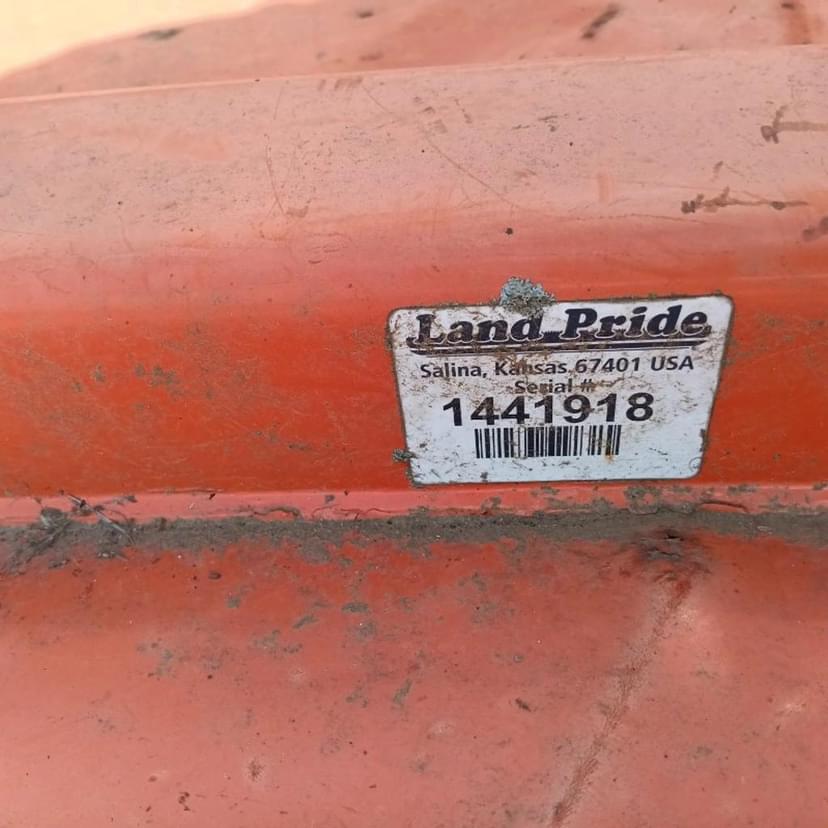 Land Pride
Salina, Kansas 67401 USA
Serial #
1441918